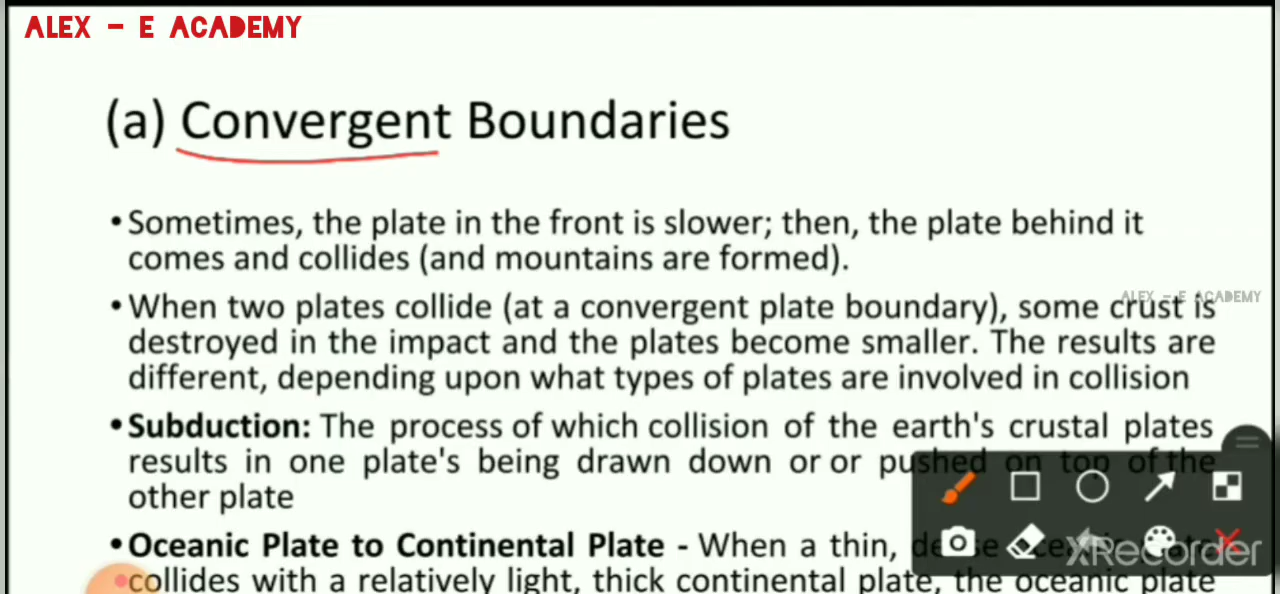 ALEX - E ACADEMY
(a) Convergent Boundaries
•Sometimes, the plate in the front is slower; then, the plate behind it
comes and collides (and mountains are formed).
•When two plates collide (at a convergent plate boundary), some crust is
ALEX - E ACADEMY
destroyed in the impact and the plates become smaller. The results are
different, depending upon what types of plates are involved in collision
•Subduction: The process of which collision of the earth's crustal plates
results in one plate's being drawn down or or pushed on top of the
other plate
•Oceanic Plate to Continental Plate - When a thin,
XRecorder
collides with a relatively light, thick continental plate, the oceanic plate